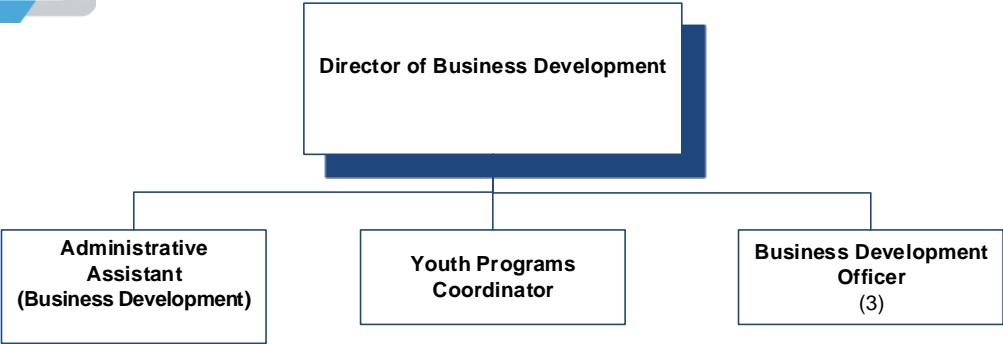 Director of Business Development
Administrative
Assistant
(Business Development)
Youth Programs
Coordinator
Business Development
Officer
(3)